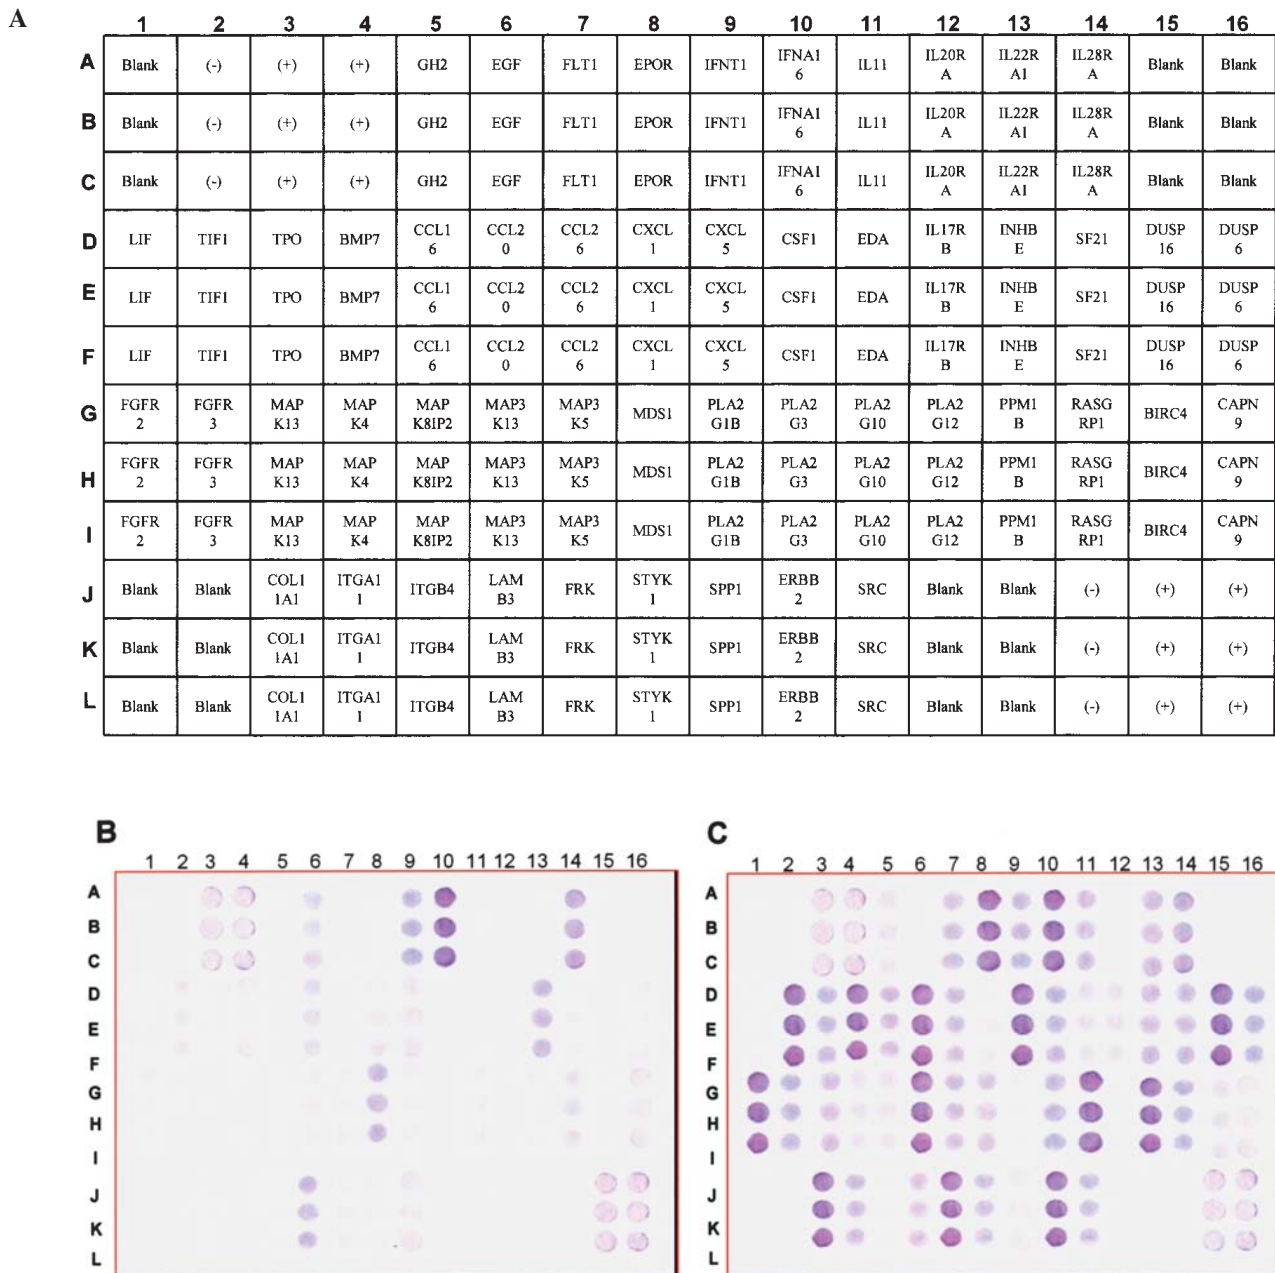 A
1 2 3 4 5 6 7 8 9 10 11 12 13 14 15 16
A Blank (-) (+) (+) GH2 EGF FLT1 EPOR IFNT1 IFNA1 6 IL11 IL20R A IL22R A1 IL28R A Blank Blank
B Blank (-) (+) (+) GH2 EGF FLT1 EPOR IFNT1 IFNA1 6 IL11 IL20R A IL22R A1 IL28R A Blank Blank
C Blank (-) (+) (+) GH2 EGF FLT1 EPOR IFNT1 IFNA1 6 IL11 IL20R A IL22R A1 IL28R A Blank Blank
D LIF TIF1 TPO BMP7 CCL1 6 CCL2 0 CCL2 6 CXCL 1 CXCL 5 CSF1 EDA IL17R B INHB E SF21 DUSP 16 DUSP 6
E LIF TIF1 TPO BMP7 CCL1 6 CCL2 0 CCL2 6 CXCL 1 CXCL 5 CSF1 EDA IL17R B INHB E SF21 DUSP 16 DUSP 6
F LIF TIF1 TPO BMP7 CCL1 6 CCL2 0 CCL2 6 CXCL 1 CXCL 5 CSF1 EDA IL17R B INHB E SF21 DUSP 16 DUSP 6
G FGFR 2 FGFR 3 MAP K13 MAP K4 MAP K8IP2 MAP3 K13 MAP3 K5 MDS1 PLA2 G1B PLA2 G3 PLA2 G10 PLA2 G12 PPM1 B RASG RP1 BIRC4 CAPN 9
H FGFR 2 FGFR 3 MAP K13 MAP K4 MAP K8IP2 MAP3 K13 MAP3 K5 MDS1 PLA2 G1B PLA2 G3 PLA2 G10 PLA2 G12 PPM1 B RASG RP1 BIRC4 CAPN 9
I FGFR 2 FGFR 3 MAP K13 MAP K4 MAP K8IP2 MAP3 K13 MAP3 K5 MDS1 PLA2 G1B PLA2 G3 PLA2 G10 PLA2 G12 PPM1 B RASG RP1 BIRC4 CAPN 9
J Blank Blank COL1 1A1 ITGA1 1 ITGB4 LAM B3 FRK STYK 1 SPP1 ERBB 2 SRC Blank Blank (-) (+) (+)
K Blank Blank COL1 1A1 ITGA1 1 ITGB4 LAM B3 FRK STYK 1 SPP1 ERBB 2 SRC Blank Blank (-) (+) (+)
L Blank Blank COL1 1A1 ITGA1 1 ITGB4 LAM B3 FRK STYK 1 SPP1 ERBB 2 SRC Blank Blank (-) (+) (+)
B
1 2 3 4 5 6 7 8 9 10 11 12 13 14 15 16
A
B
C
D
E
F
G
H
I
J
K
L
C
1 2 3 4 5 6 7 8 9 10 11 12 13 14 15 16
A
B
C
D
E
F
G
H
I
J
K
L